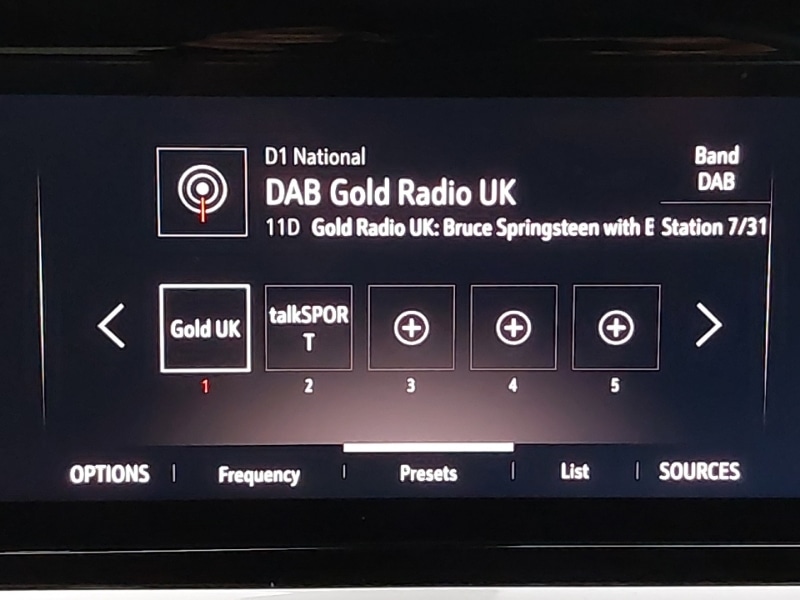 D1 National
Band
DAB Gold Radio UK
DAB
11D Gold Radio UK: Bruce Springsteen with E Station 7/31
Gold UK
talkSPOR
T
1
2
3
4
5
OPTIONS
Frequency
Presets
List
SOURCES